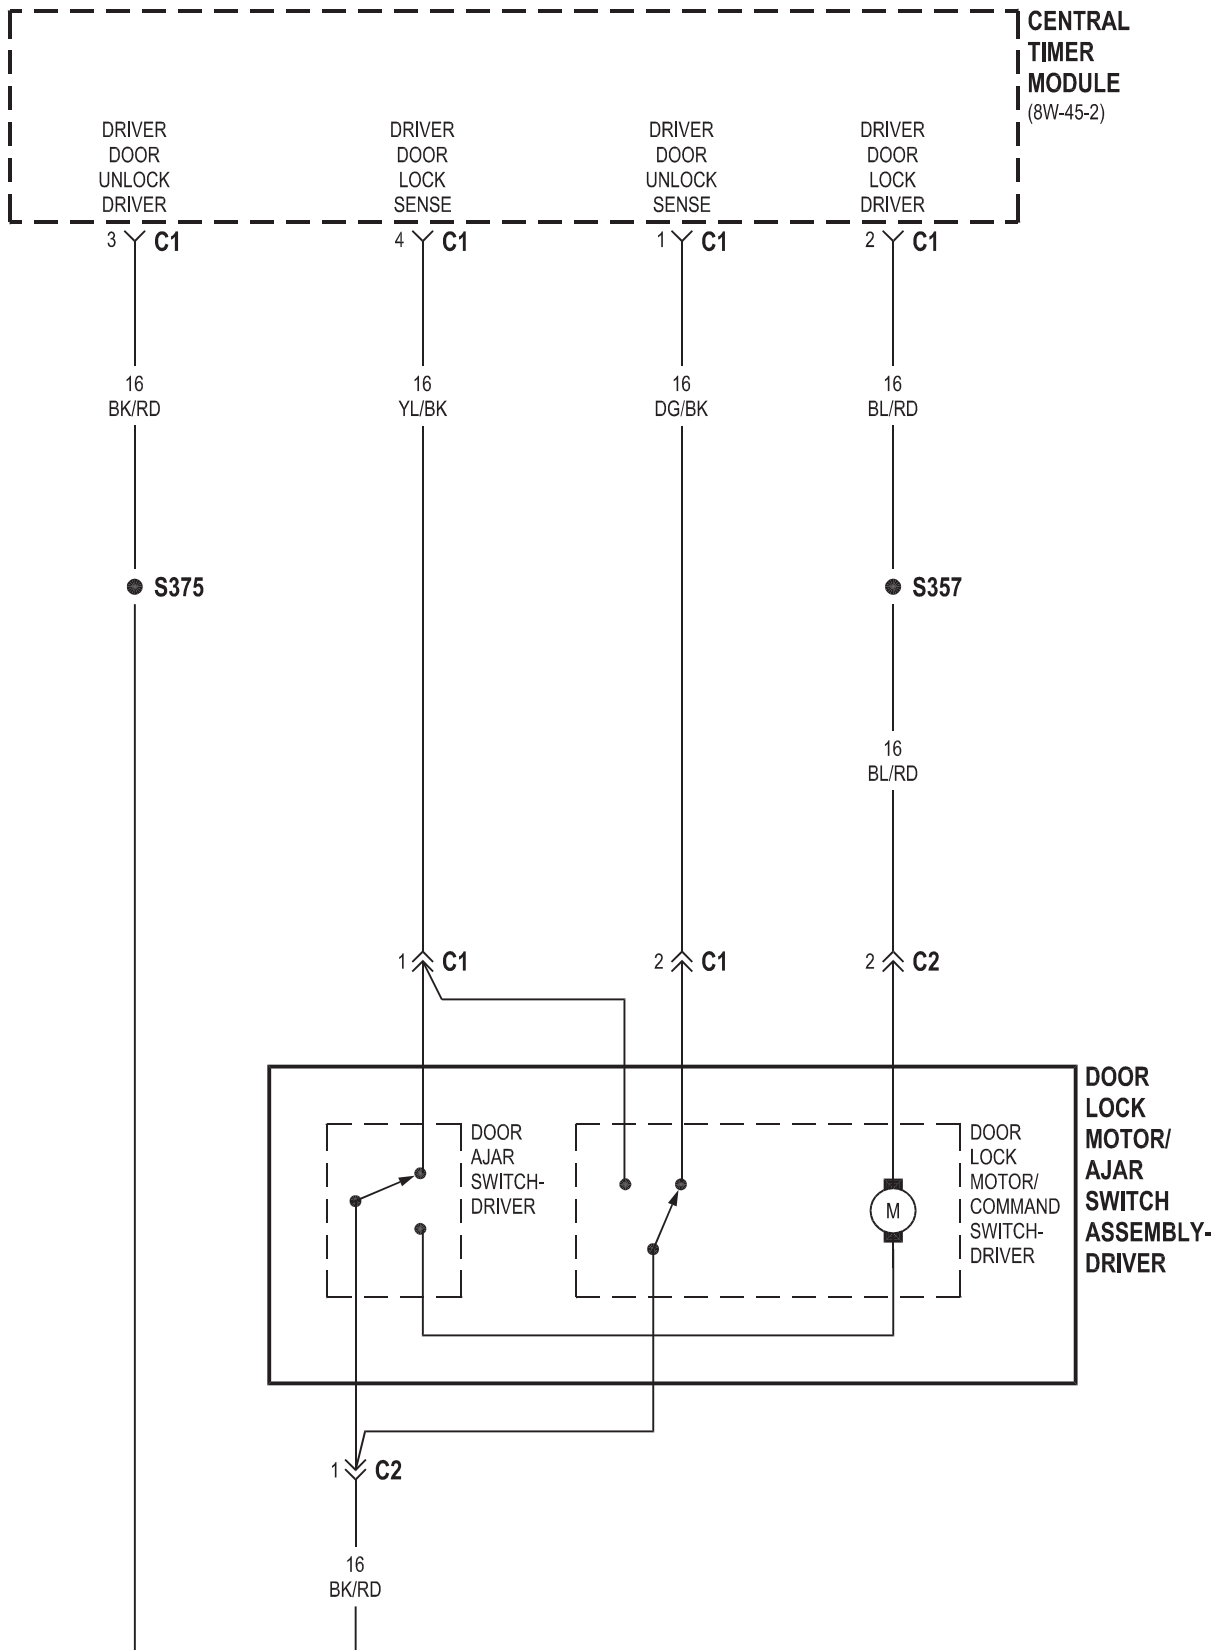 CENTRAL
TIMER
MODULE
(8W-45-2)
DRIVER
DOOR
UNLOCK
DRIVER
DRIVER
DOOR
LOCK
SENSE
DRIVER
DOOR
UNLOCK
SENSE
DRIVER
DOOR
LOCK
DRIVER
3 C1
4 C1
1 C1
2 C1
16
BK/RD
16
YL/BK
16
DG/BK
16
BL/RD
S375
S357
16
BL/RD
1 C1
2 C1
2 C2
DOOR
LOCK
MOTOR/
AJAR
SWITCH
ASSEMBLY-
DRIVER
DOOR
AJAR
SWITCH-
DRIVER
DOOR
LOCK
MOTOR/
COMMAND
SWITCH-
DRIVER
M
1 C2
16
BK/RD